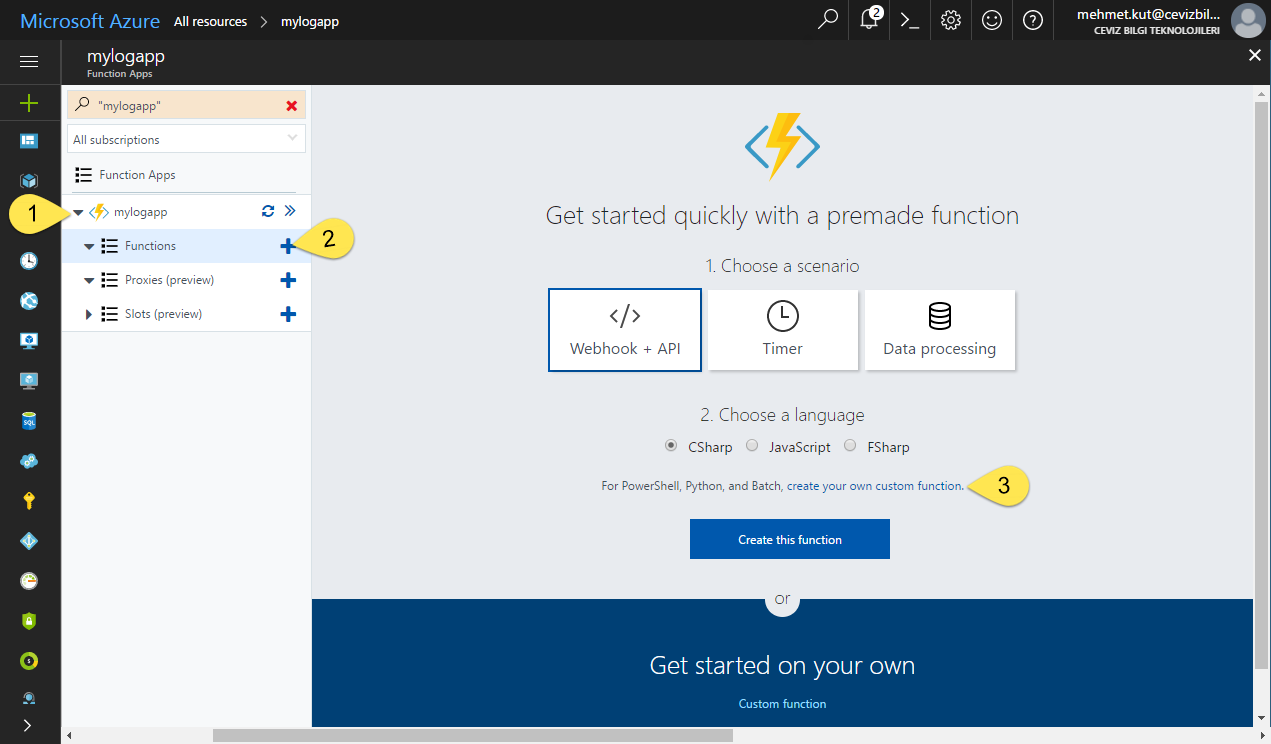 Microsoft Azure All resources > mylogapp
2
mehmet.kut@cevizbil...
CEVIZ BILGI TEKNOLOJILERI
mylogapp
Function Apps
"mylogapp"
All subscriptions
Function Apps
1
mylogapp
Functions
2
Proxies (preview)
Slots (preview)
Get started quickly with a premade function
1. Choose a scenario
Webhook + API
Timer
Data processing
2. Choose a language
CSharp JavaScript FSharp
For PowerShell, Python, and Batch, create your own custom function.
3
Create this function
or
Get started on your own
Custom function
SQL